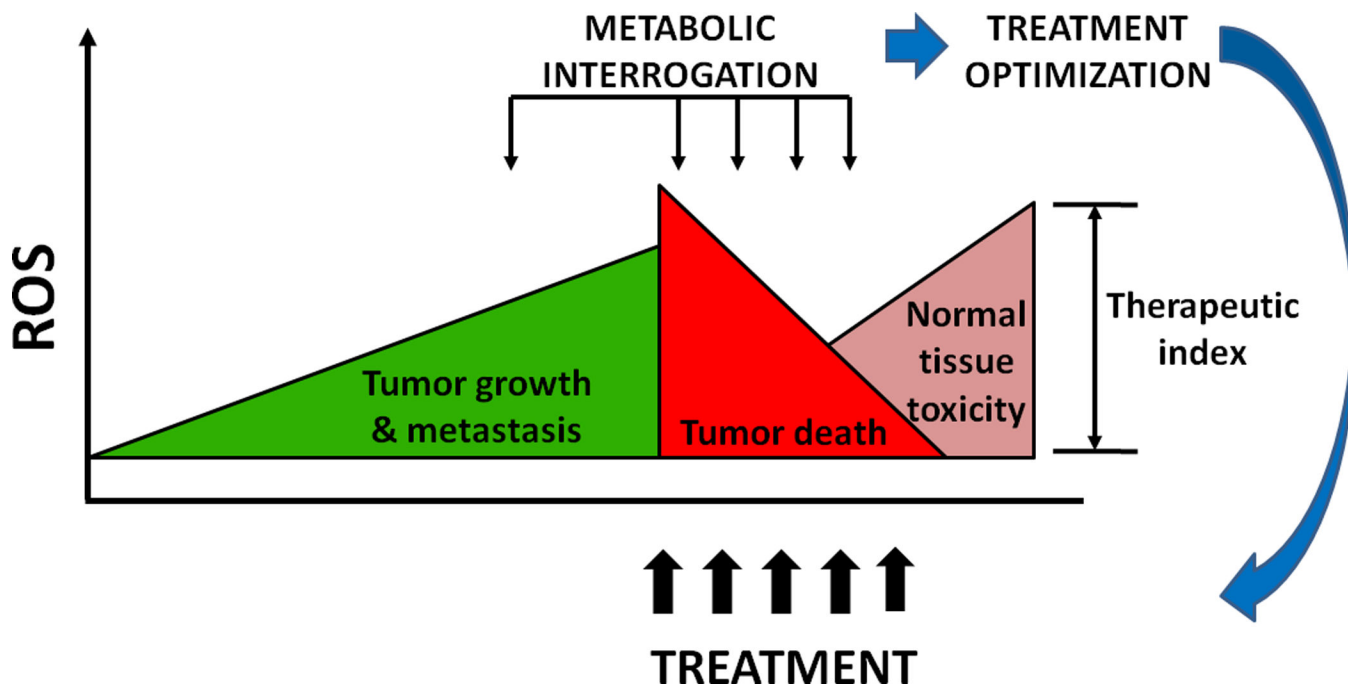 METABOLIC
INTERROGATION
TREATMENT
OPTIMIZATION
ROS
Tumor growth
& metastasis
Tumor death
Normal
tissue
toxicity
Therapeutic
index
TREATMENT